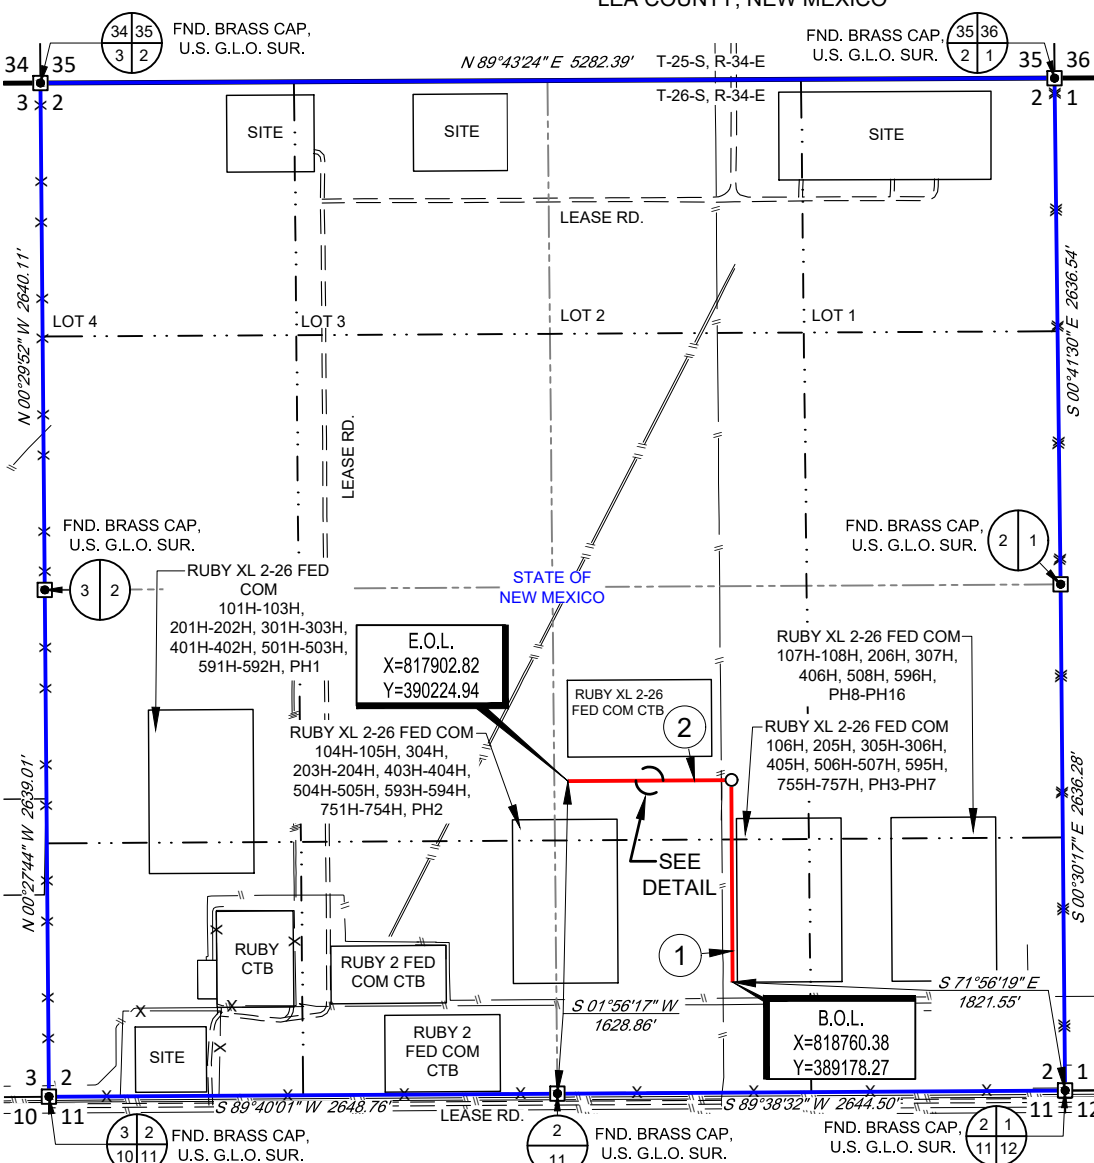 LEA COUNTY, NEW MEXICO
34 35
3 2
FND. BRASS CAP,
U.S. G.L.O. SUR.
FND. BRASS CAP,
U.S. G.L.O. SUR.
35 36
2 1
34 35
3 2
N 89°43'24" E 5282.39'
T-25-S, R-34-E
T-26-S, R-34-E
35 36
2 1
SITE
SITE
SITE
LEASE RD.
N 00°29'52" W 2640.11'
S 00°41'30" E 2636.54'
LOT 4
LOT 3
LOT 2
LOT 1
LEASE RD.
FND. BRASS CAP,
U.S. G.L.O. SUR.
3 2
FND. BRASS CAP,
U.S. G.L.O. SUR.
2 1
RUBY XL 2-26 FED
COM
101H-103H,
201H-202H, 301H-303H,
401H-402H, 501H-503H,
591H-592H, PH1
STATE OF
NEW MEXICO
E.O.L.
X=817902.82
Y=390224.94
RUBY XL 2-26 FED COM
107H-108H, 206H, 307H,
406H, 508H, 596H,
PH8-PH16
RUBY XL 2-26
FED COM CTB
2
RUBY XL 2-26 FED COM
104H-105H, 304H,
203H-204H, 403H-404H,
504H-505H, 593H-594H,
751H-754H, PH2
RUBY XL 2-26 FED COM
106H, 205H, 305H-306H,
405H, 506H-507H, 595H,
755H-757H, PH3-PH7
N 00°27'44" W 2639.01'
S 00°30'17" E 2636.28'
SEE
DETAIL
1
RUBY
CTB
RUBY 2 FED
COM CTB
S 71°56'19" E
1821.55'
S 01°56'17" W
1628.86'
B.O.L.
X=818760.38
Y=389178.27
SITE
RUBY 2
FED COM
CTB
3 2
10 11
S 89°40'01" W 2648.76'
LEASE RD.
S 89°38'32" W 2644.50'
2 1
11 12
3 2
10 11
FND. BRASS CAP,
U.S. G.L.O. SUR.
2
11
FND. BRASS CAP,
U.S. G.L.O. SUR.
FND. BRASS CAP,
U.S. G.L.O. SUR.
2 1
11 12